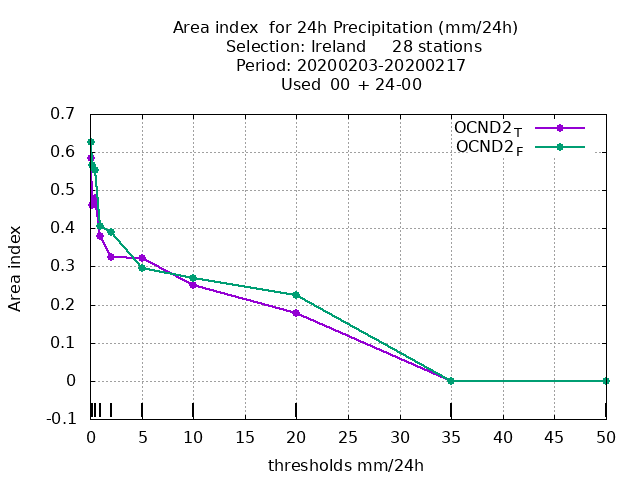 Area index  for 24h Precipitation (mm/24h)
Selection: Ireland     28 stations
Period: 20200203-20200217
Used  00 + 24-00
OCND2T
OCND2F
0.7
0.6
0.5
0.4
0.3
0.2
0.1
0
-0.1
Area index
0 5 10 15 20 25 30 35 40 45 50
thresholds mm/24h